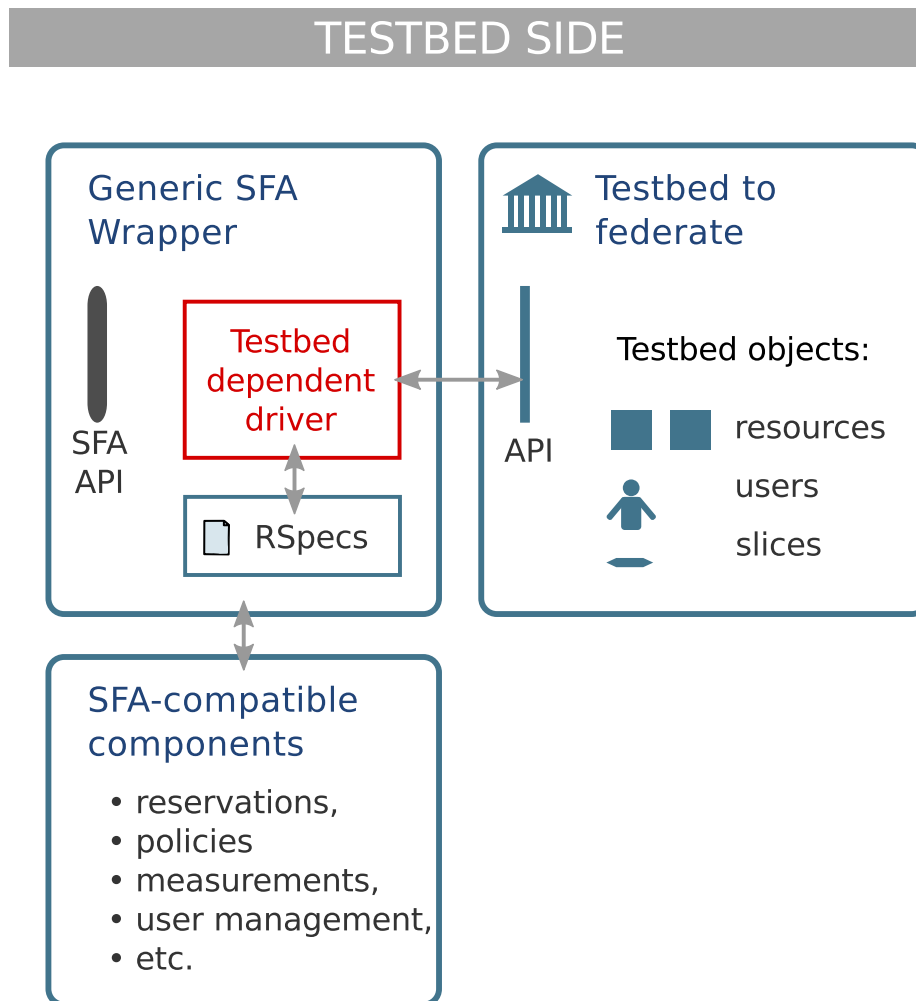 TESTBED SIDE
Generic SFA
Wrapper
Testbed
dependent
driver
SFA
API
RSpecs
Testbed to
federate
API
Testbed objects:
resources
users
slices
SFA-compatible
components
• reservations,
• policies
• measurements,
• user management,
• etc.